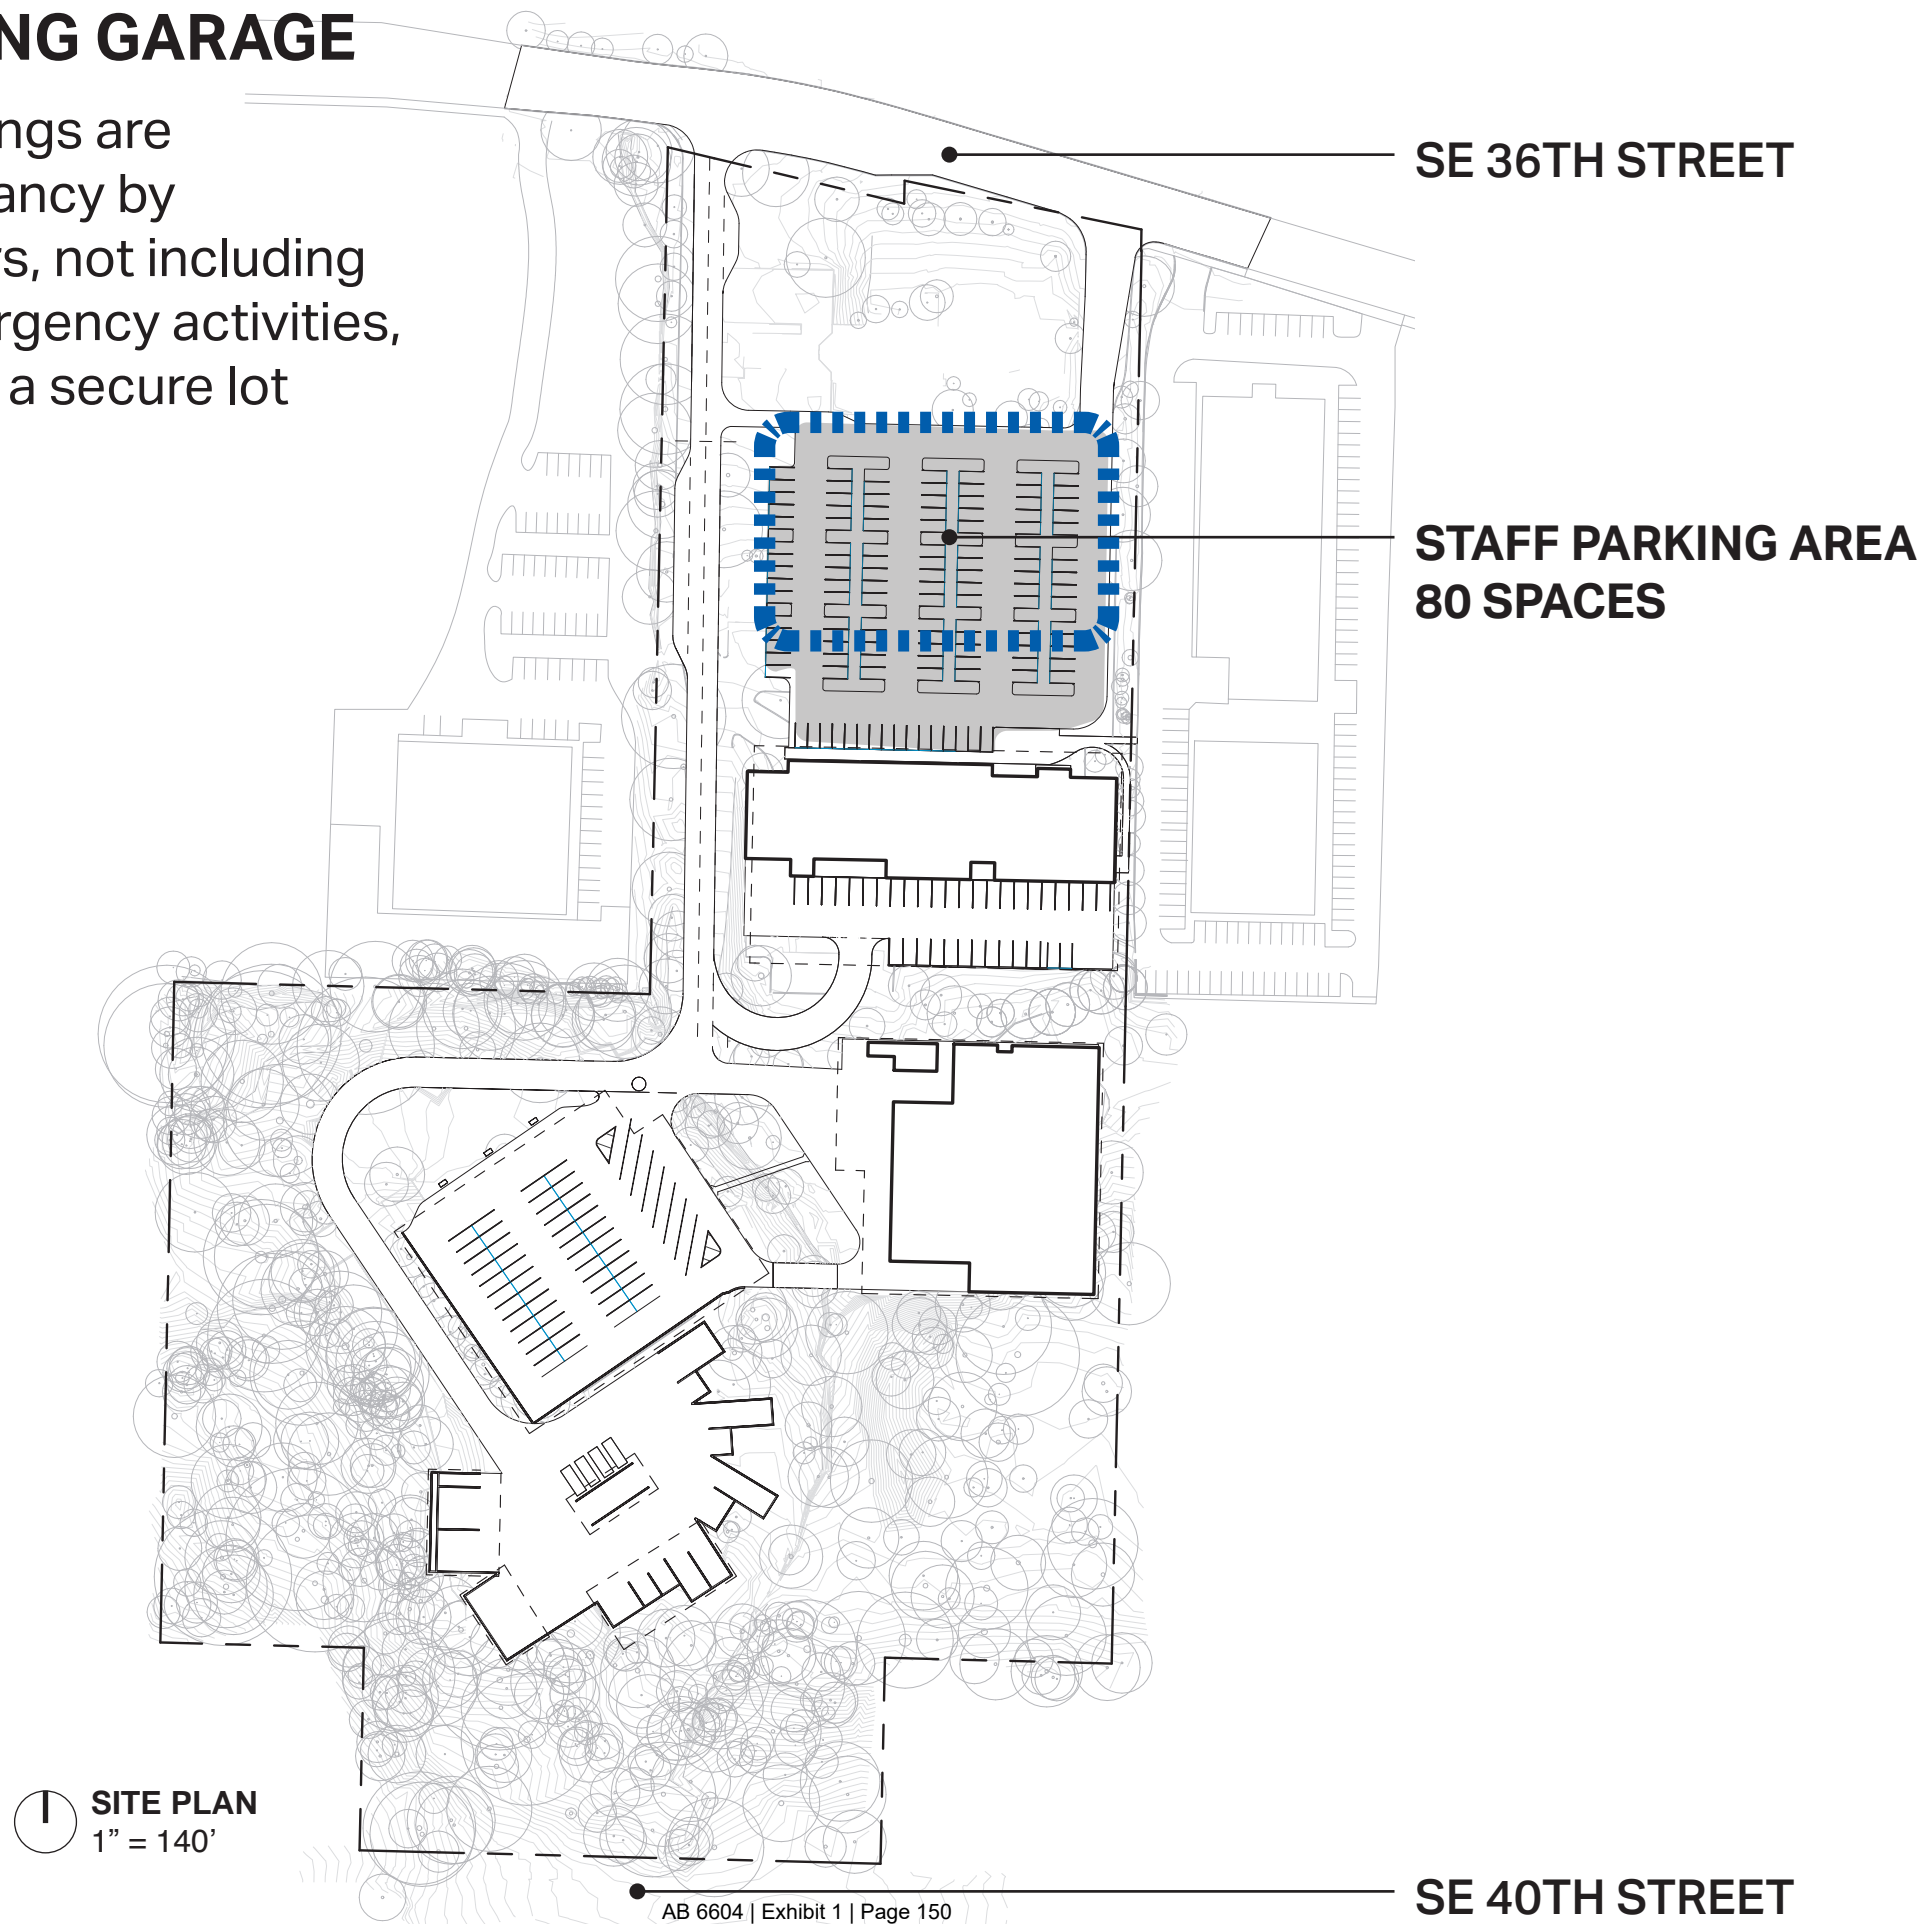 NG GARAGE
ngs are
ancy by
rs, not including
rgency activities,
a secure lot
SE 36TH STREET
STAFF PARKING AREA
80 SPACES
SITE PLAN
1” = 140’
SE 40TH STREET
AB 6604 | Exhibit 1 | Page 150